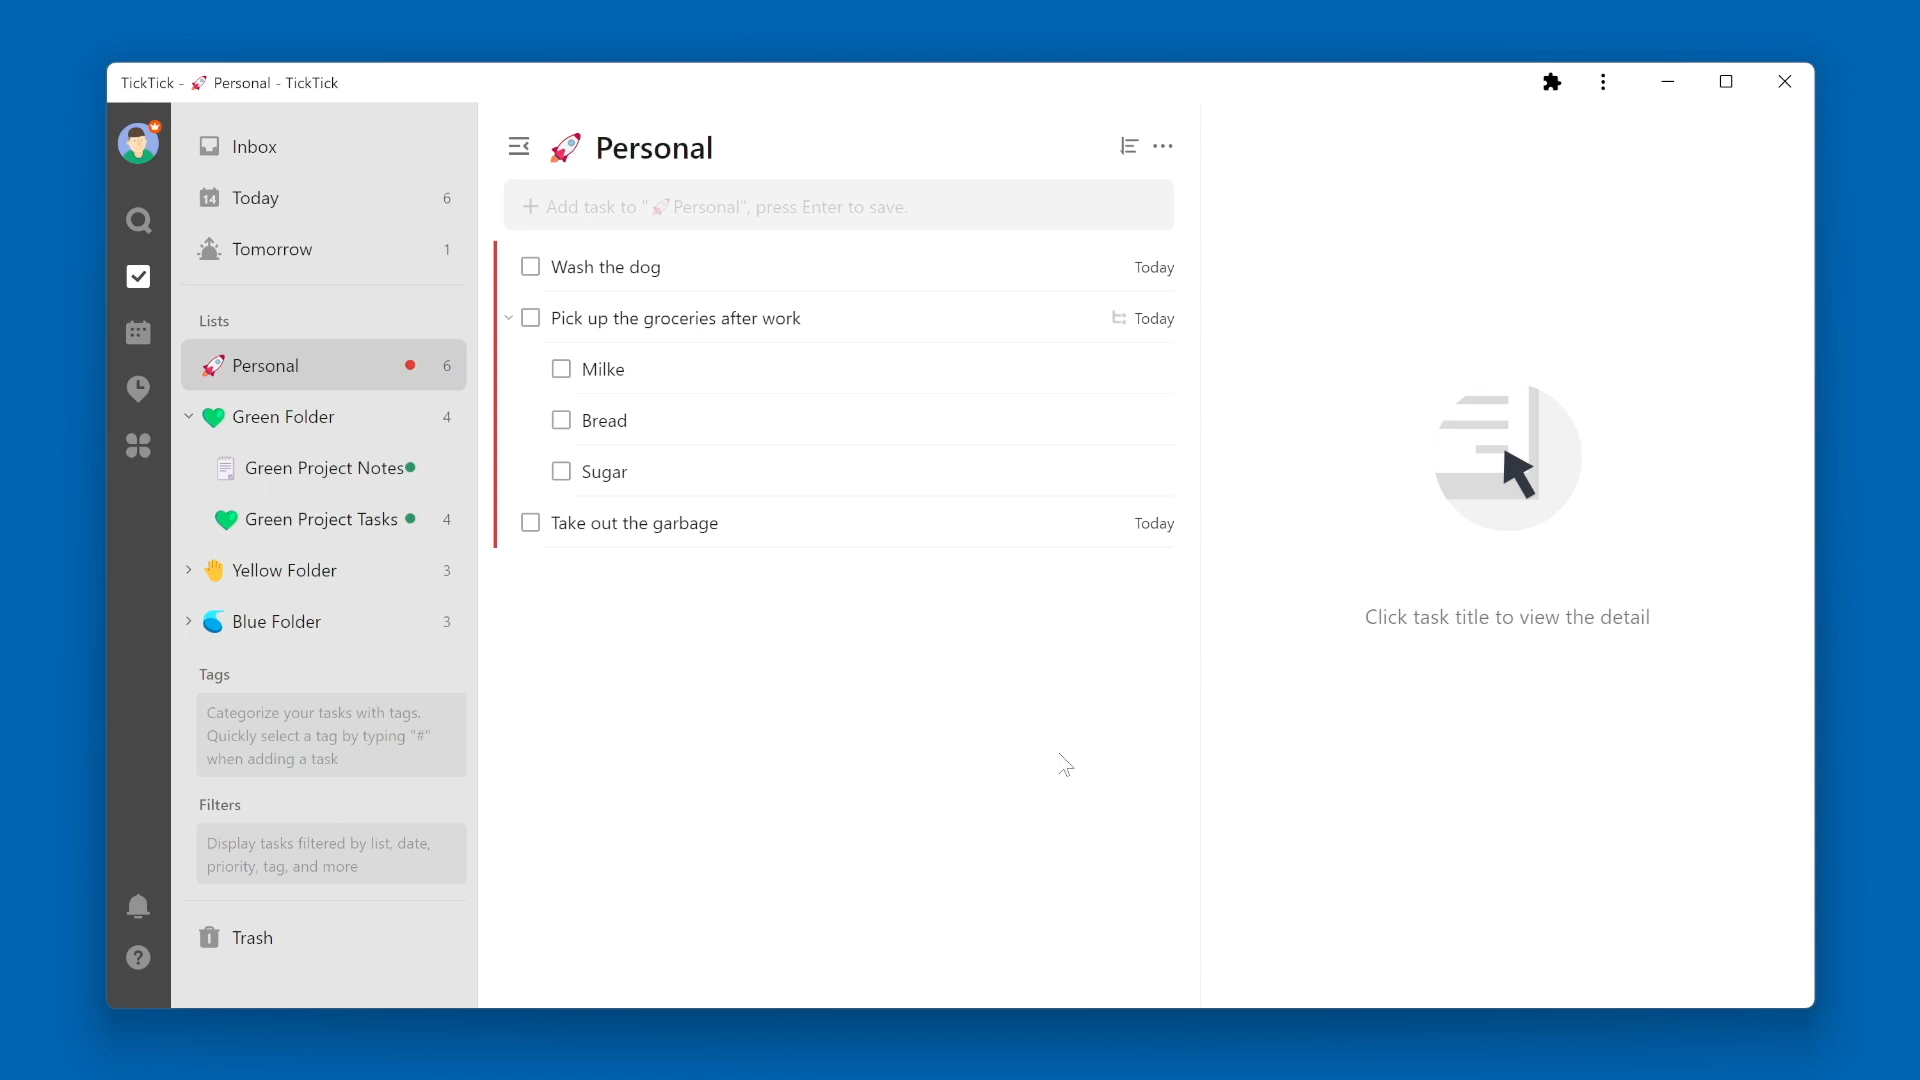 TickTick - 🚀 Personal - TickTick
Inbox
14 Today 6
Tomorrow 1
Lists
🚀 Personal 6
💚 Green Folder 4
Green Project Notes
💚 Green Project Tasks 4
🤚 Yellow Folder 3
🌊 Blue Folder 3
Tags
Categorize your tasks with tags.
Quickly select a tag by typing "#"
when adding a task
Filters
Display tasks filtered by list, date,
priority, tag, and more
Trash
🚀 Personal
+ Add task to "🚀Personal", press Enter to save.
Wash the dog Today
Pick up the groceries after work Today
Milke
Bread
Sugar
Take out the garbage Today
Click task title to view the detail